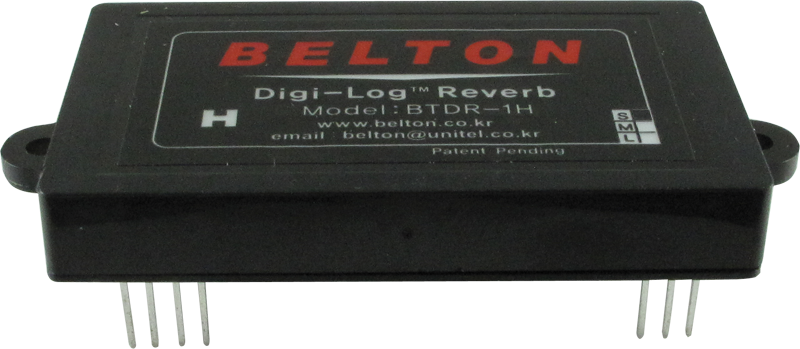 BELTON
Digi-Log™ Reverb
Model: BTDR-1H
H
www.belton.co.kr
email belton@unitel.co.kr
S
M
L
Patent Pending